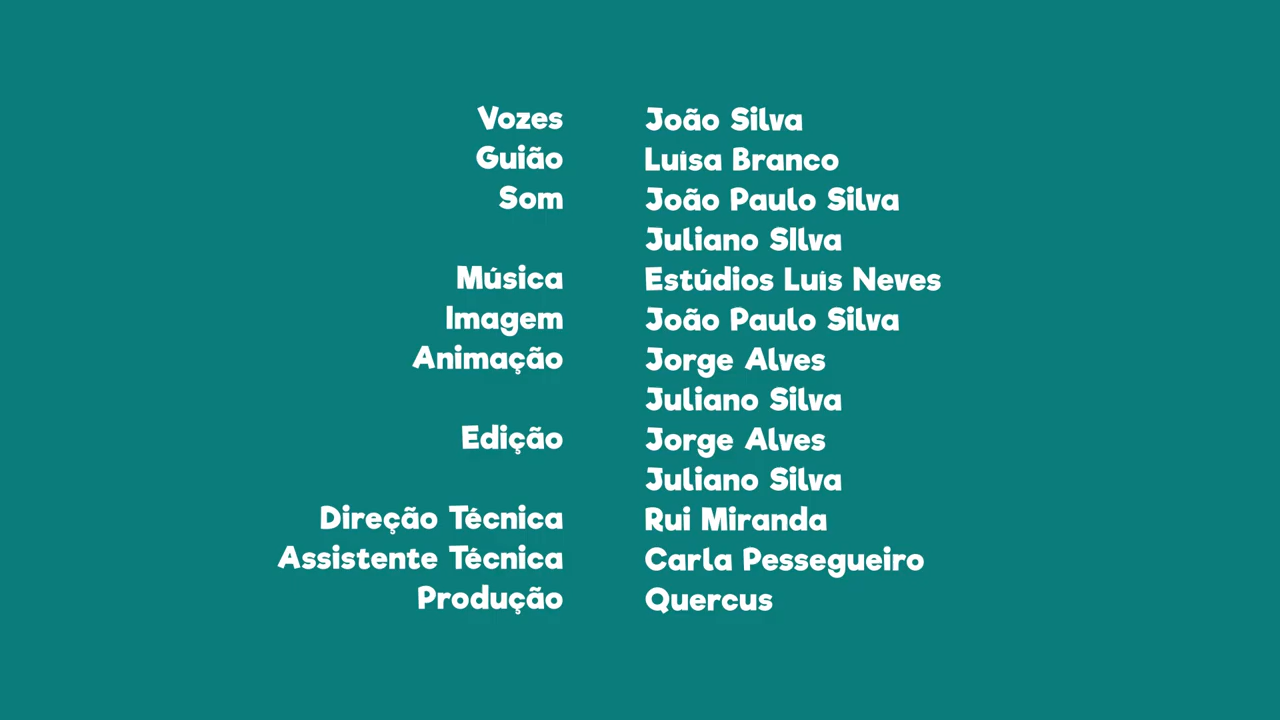 Vozes João Silva
Guião Luísa Branco
Som João Paulo Silva
Juliano SIlva
Música Estúdios Luís Neves
Imagem João Paulo Silva
Animação Jorge Alves
Juliano Silva
Edição Jorge Alves
Juliano Silva
Direção Técnica Rui Miranda
Assistente Técnica Carla Pessegueiro
Produção Quercus